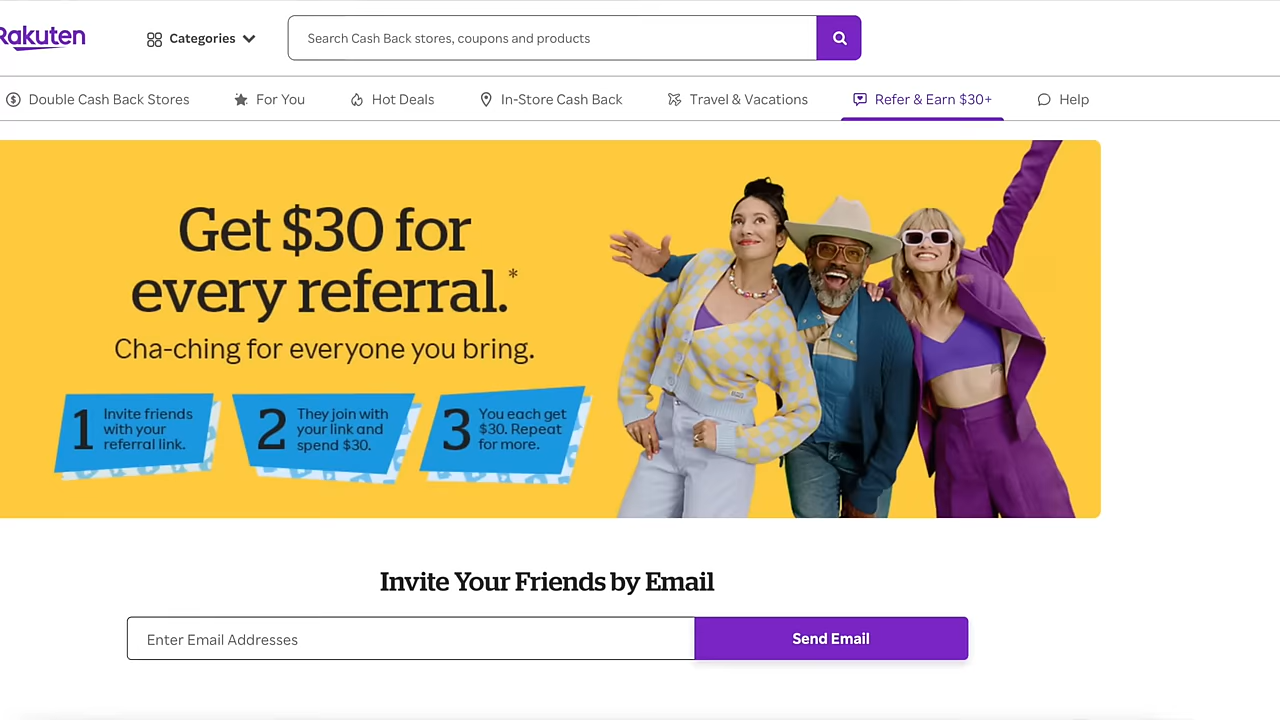 Rakuten
Categories
Search Cash Back stores, coupons and products
Double Cash Back Stores
For You
Hot Deals
In-Store Cash Back
Travel & Vacations
Refer & Earn $30+
Help
Get $30 for
every referral.*
Cha-ching for everyone you bring.
1
Invite friends
with your
referral link.
2
They join with
your link and
spend $30.
3
You each get
$30. Repeat
for more.
Invite Your Friends by Email
Enter Email Addresses
Send Email